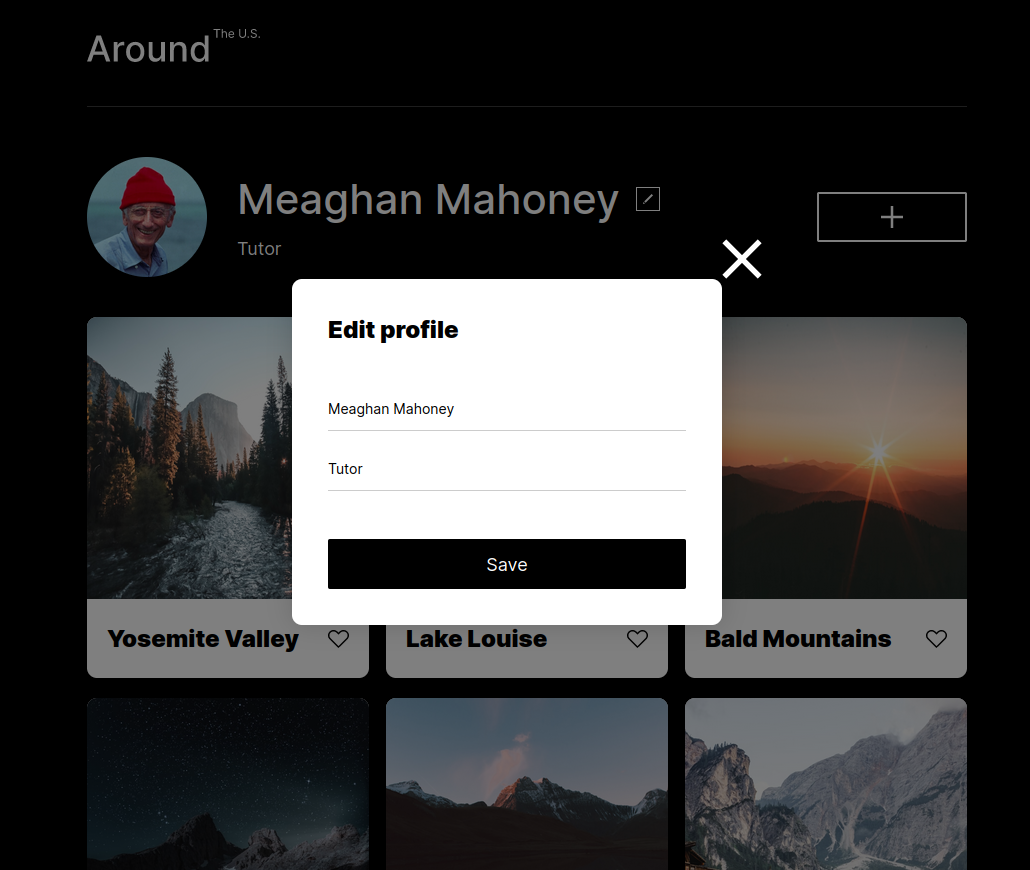 Around The U.S.
Meaghan Mahoney
Tutor
Edit profile
Meaghan Mahoney
Tutor
Save
Yosemite Valley
Lake Louise
Bald Mountains